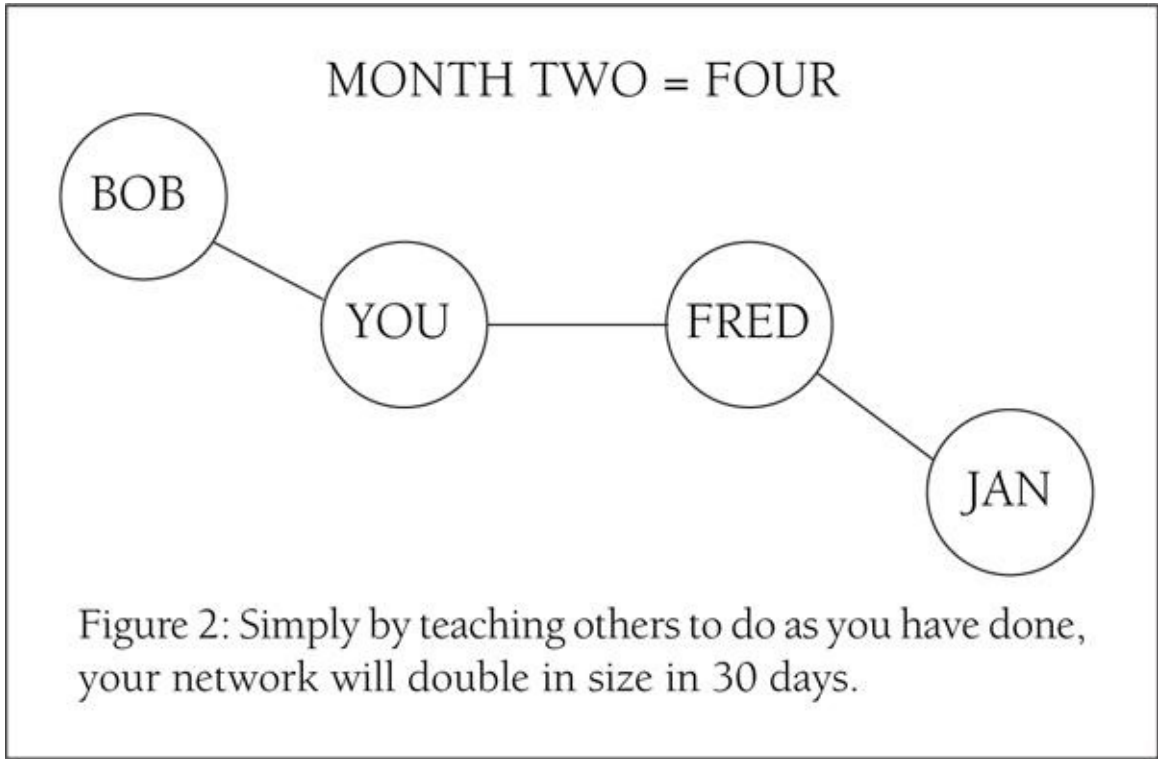 MONTH TWO = FOUR
BOB
YOU
FRED
JAN
Figure 2: Simply by teaching others to do as you have done,
your network will double in size in 30 days.